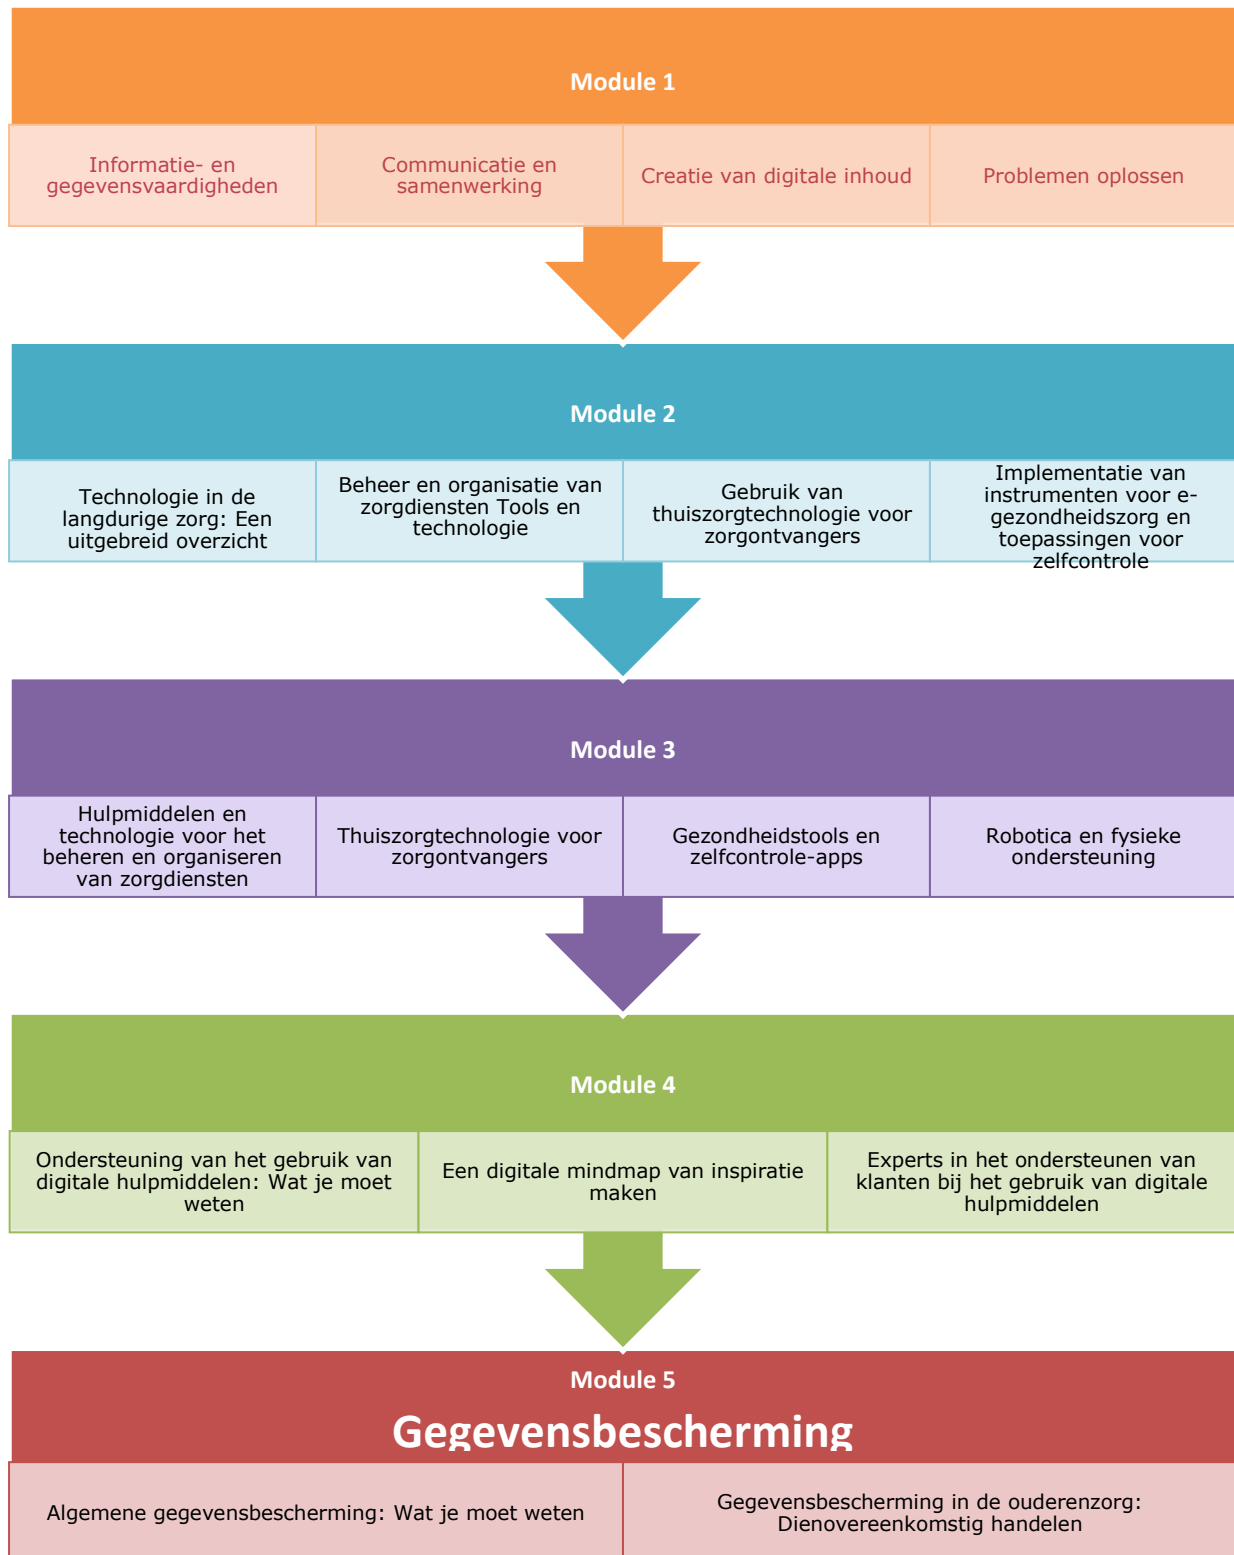 Module 1
Informatie- en
gegevensvaardigheden
Communicatie en
samenwerking
Creatie van digitale inhoud
Problemen oplossen
Module 2
Technologie in de
langdurige zorg: Een
uitgebreid overzicht
Beheer en organisatie van
zorgdiensten Tools en
technologie
Gebruik van
thuiszorgtechnologie voor
zorgontvangers
Implementatie van
instrumenten voor e-
gezondheidszorg en
toepassingen voor
zelfcontrole
Module 3
Hulpmiddelen en
technologie voor het
beheren en organiseren
van zorgdiensten
Thuiszorgtechnologie voor
zorgontvangers
Gezondheidstools en
zelfcontrole-apps
Robotica en fysieke
ondersteuning
Module 4
Ondersteuning van het gebruik van
digitale hulpmiddelen: Wat je moet
weten
Een digitale mindmap van inspiratie
maken
Experts in het ondersteunen van
klanten bij het gebruik van digitale
hulpmiddelen
Module 5
Gegevensbescherming
Algemene gegevensbescherming: Wat je moet weten
Gegevensbescherming in de ouderenzorg:
Dienovereenkomstig handelen